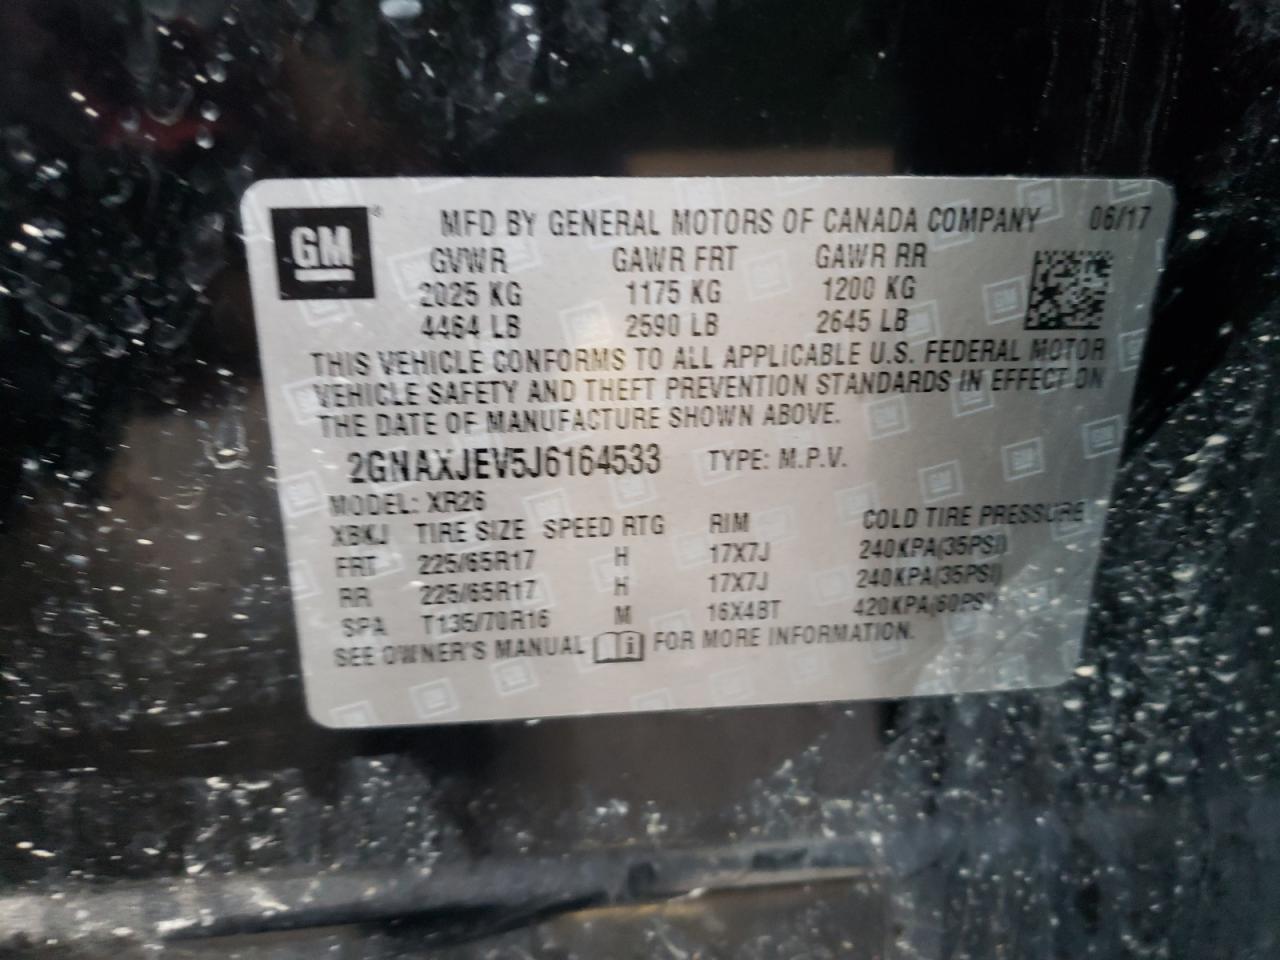 GM
MFD BY GENERAL MOTORS OF CANADA COMPANY 06/17
GVWR GAWR FRT GAWR RR
2025 KG 1175 KG 1200 KG
4464 LB 2590 LB 2645 LB
THIS VEHICLE CONFORMS TO ALL APPLICABLE U.S. FEDERAL MOTOR
VEHICLE SAFETY AND THEFT PREVENTION STANDARDS IN EFFECT ON
THE DATE OF MANUFACTURE SHOWN ABOVE.
2GNAXJEV5J6164533 TYPE: M.P.V.
MODEL: XR26
XBKJ TIRE SIZE SPEED RTG RIM COLD TIRE PRESSURE
FRT 225/65R17 H 17X7J 240KPA(35PSI)
RR 225/65R17 H 17X7J 240KPA(35PSI)
SPA T135/70R16 M 16X4BT 420KPA(60PSI)
SEE OWNER'S MANUAL FOR MORE INFORMATION.